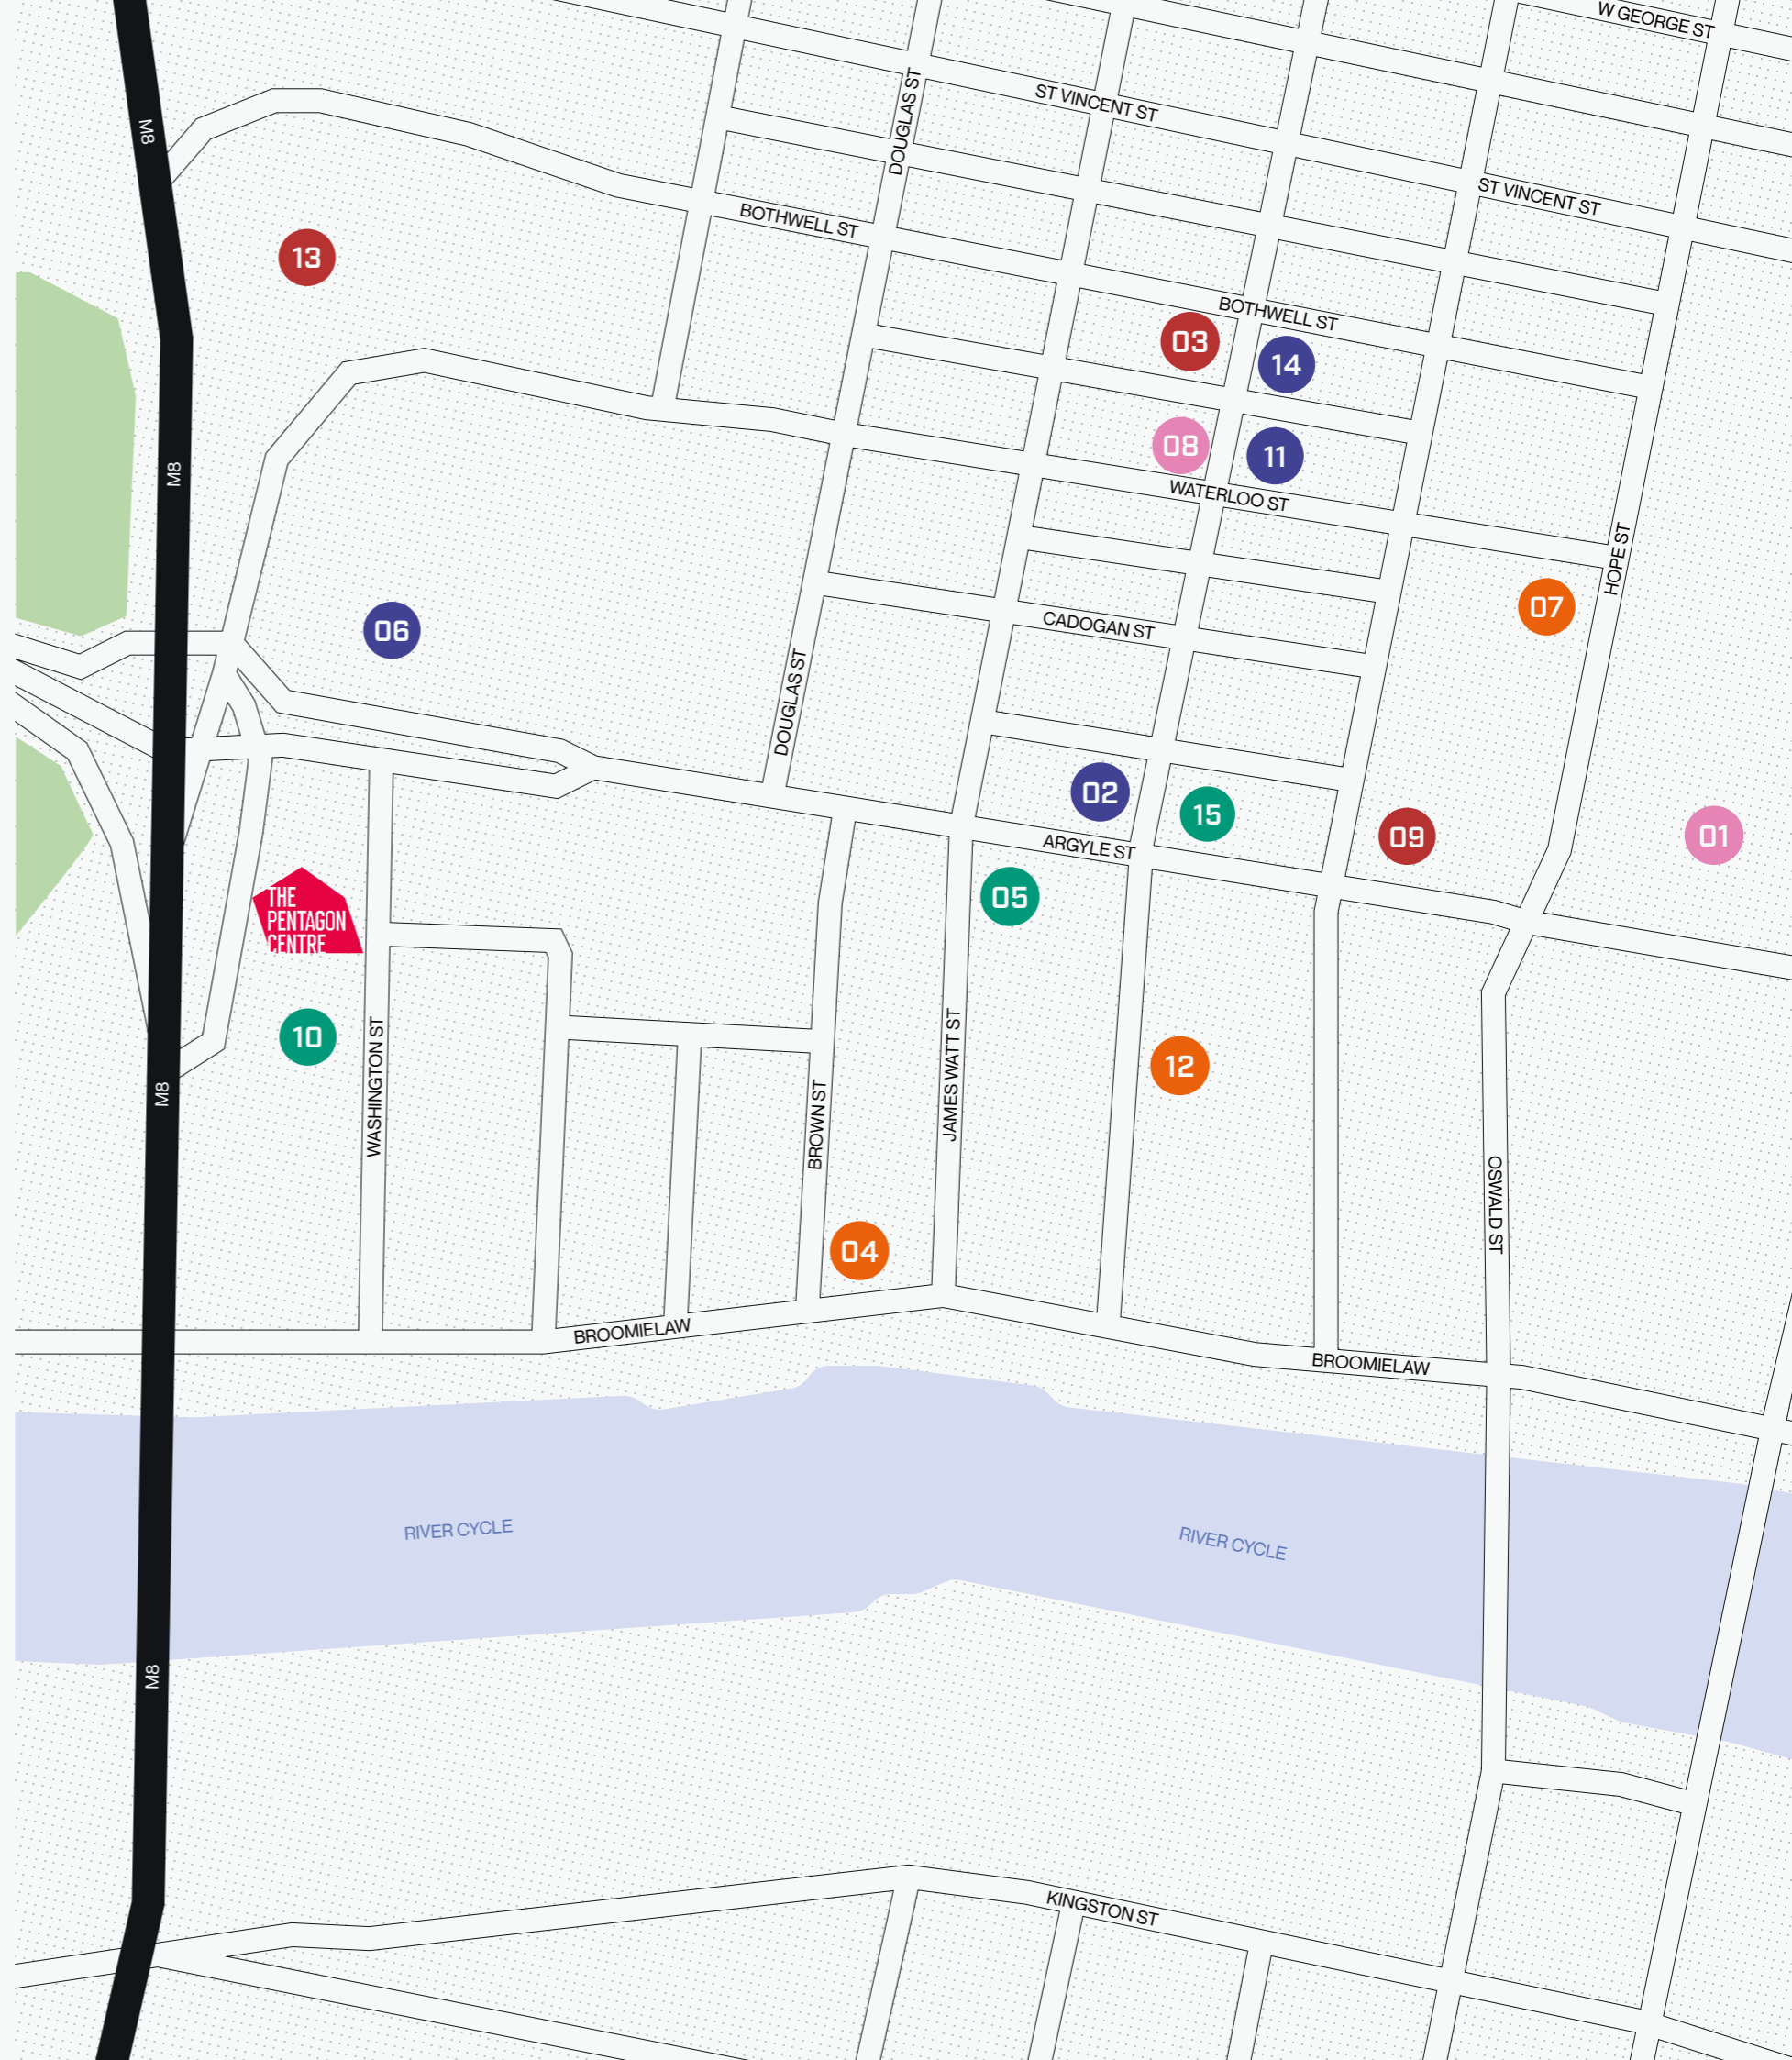 W GEORGE ST
M8
DOUGLAS ST
ST VINCENT ST
ST VINCENT ST
BOTHWELL ST
13
BOTHWELL ST
03
14
08
11
M8
WATERLOO ST
HOPE ST
07
06
CADOGAN ST
DOUGLAS ST
02
15
09
01
ARGYLE ST
05
THE
PENTAGON
CENTRE
10
WASHINGTON ST
M8
BROWN ST
JAMES WATT ST
12
OSWALD ST
04
BROOMIELAW
BROOMIELAW
RIVER CYCLE
RIVER CYCLE
M8
KINGSTON ST